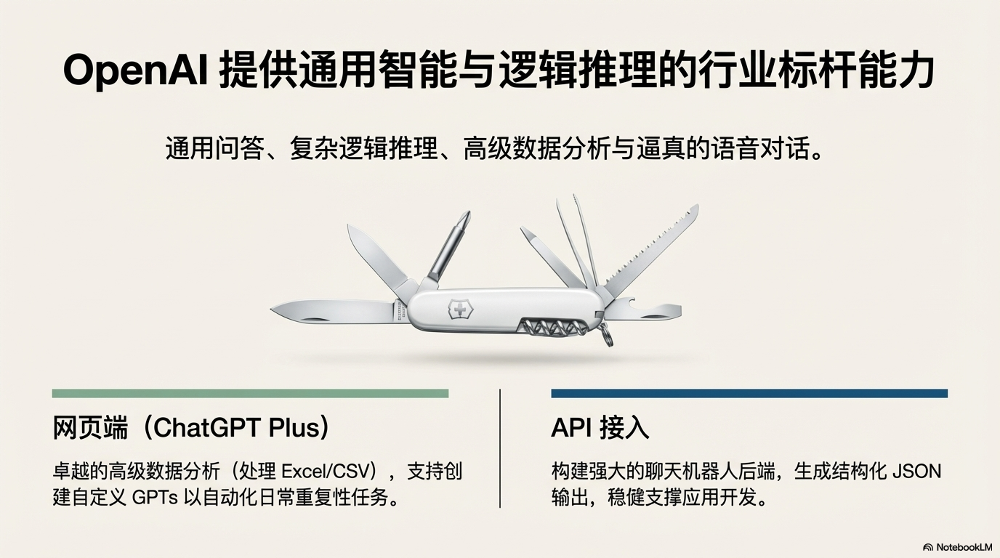 OpenAI 提供通用智能与逻辑推理的行业标杆能力
通用问答、复杂逻辑推理、高级数据分析与逼真的语音对话。
网页端（ChatGPT Plus）
卓越的高级数据分析（处理 Excel/CSV），支持创
建自定义 GPTs 以自动化日常重复性任务。
API 接入
构建强大的聊天机器人后端，生成结构化 JSON
输出，稳健支撑应用开发。
NotebookLM